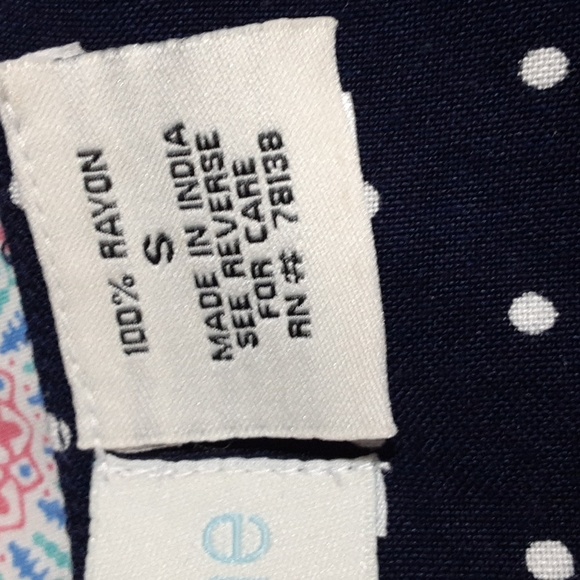 100% RAYON
S
MADE IN INDIA
SEE REVERSE
FOR CARE
RN# 78138
e